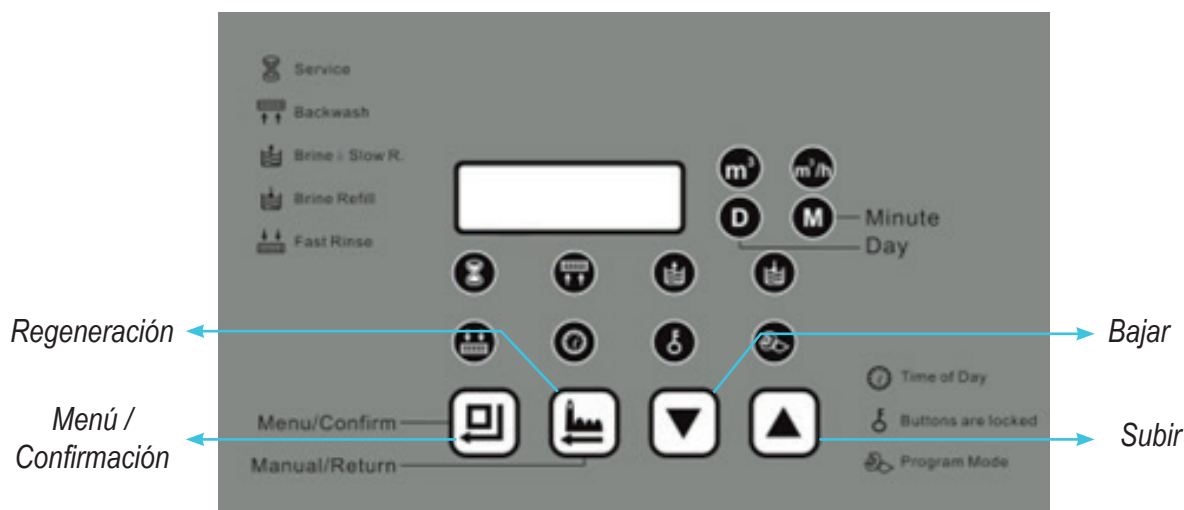 Service
Backwash
Brine & Slow R.
Brine Refill
Fast Rinse
m³
m³/h
D
M
Minute
Day
Regeneración
Bajar
Time of Day
Menú /
Confirmación
Menu/Confirm
Buttons are locked
Subir
Manual/Return
Program Mode